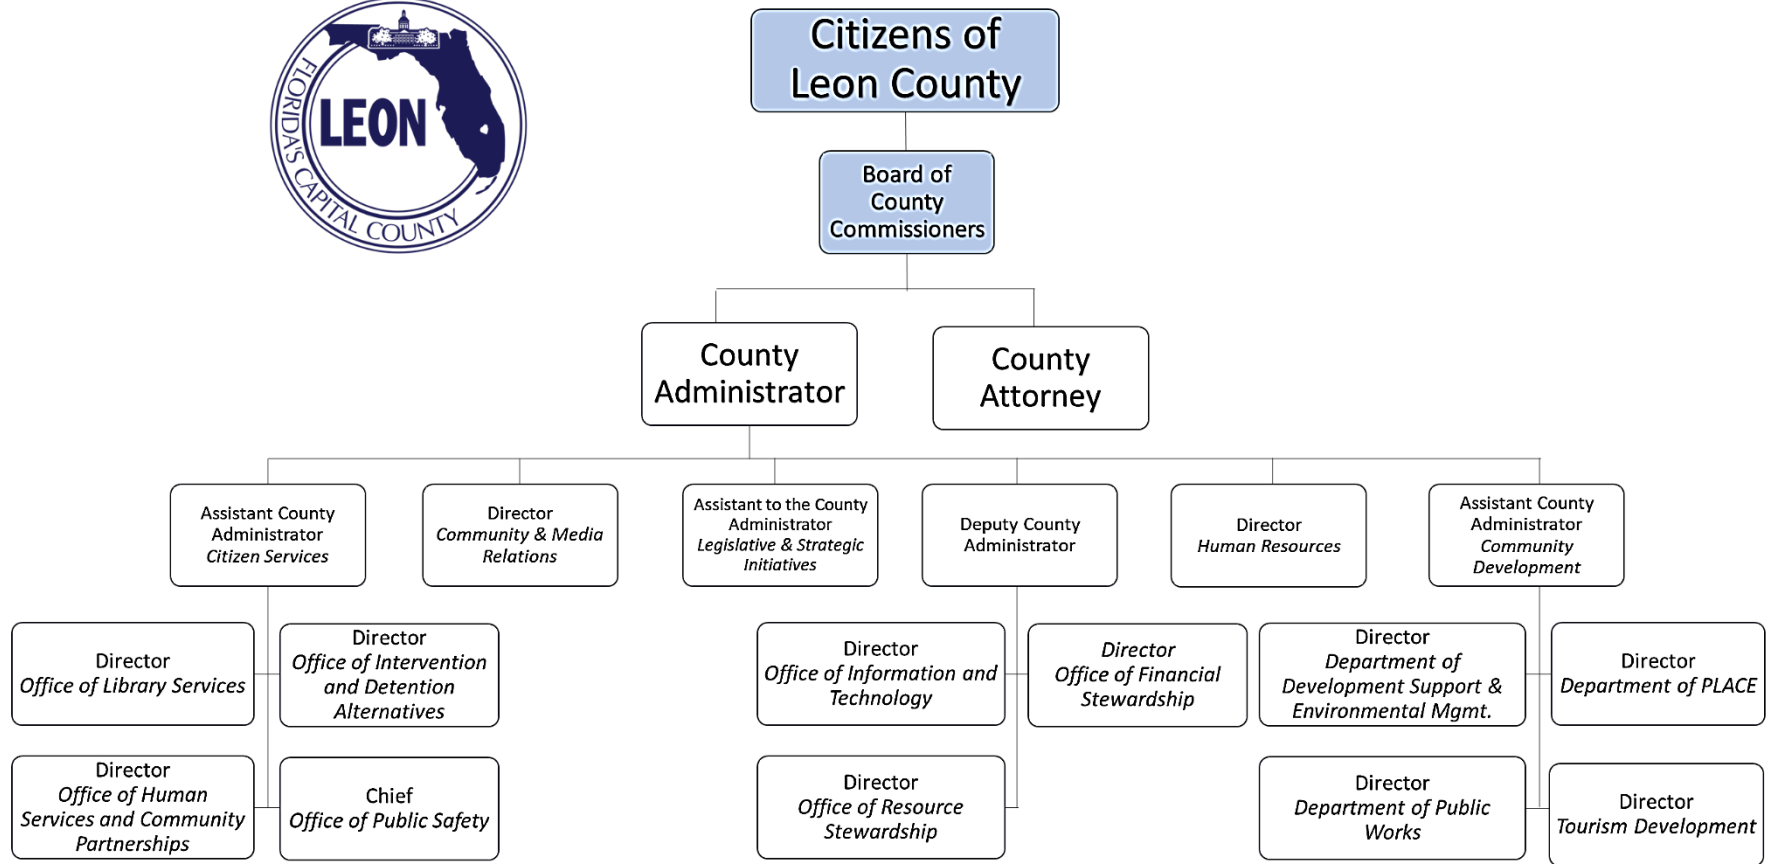 LEON
FLORIDA'S CAPITAL COUNTY
Citizens of
Leon County
Board of
County
Commissioners
County
Administrator
County
Attorney
Assistant County
Administrator
Citizen Services
Director
Community & Media
Relations
Assistant to the County
Administrator
Legislative & Strategic
Initiatives
Deputy County
Administrator
Director
Human Resources
Assistant County
Administrator
Community
Development
Director
Office of Library Services
Director
Office of Intervention
and Detention
Alternatives
Director
Office of Information and
Technology
Director
Office of Financial
Stewardship
Director
Department of
Development Support &
Environmental Mgmt.
Director
Department of PLACE
Director
Office of Human
Services and Community
Partnerships
Chief
Office of Public Safety
Director
Office of Resource
Stewardship
Director
Department of Public
Works
Director
Tourism Development